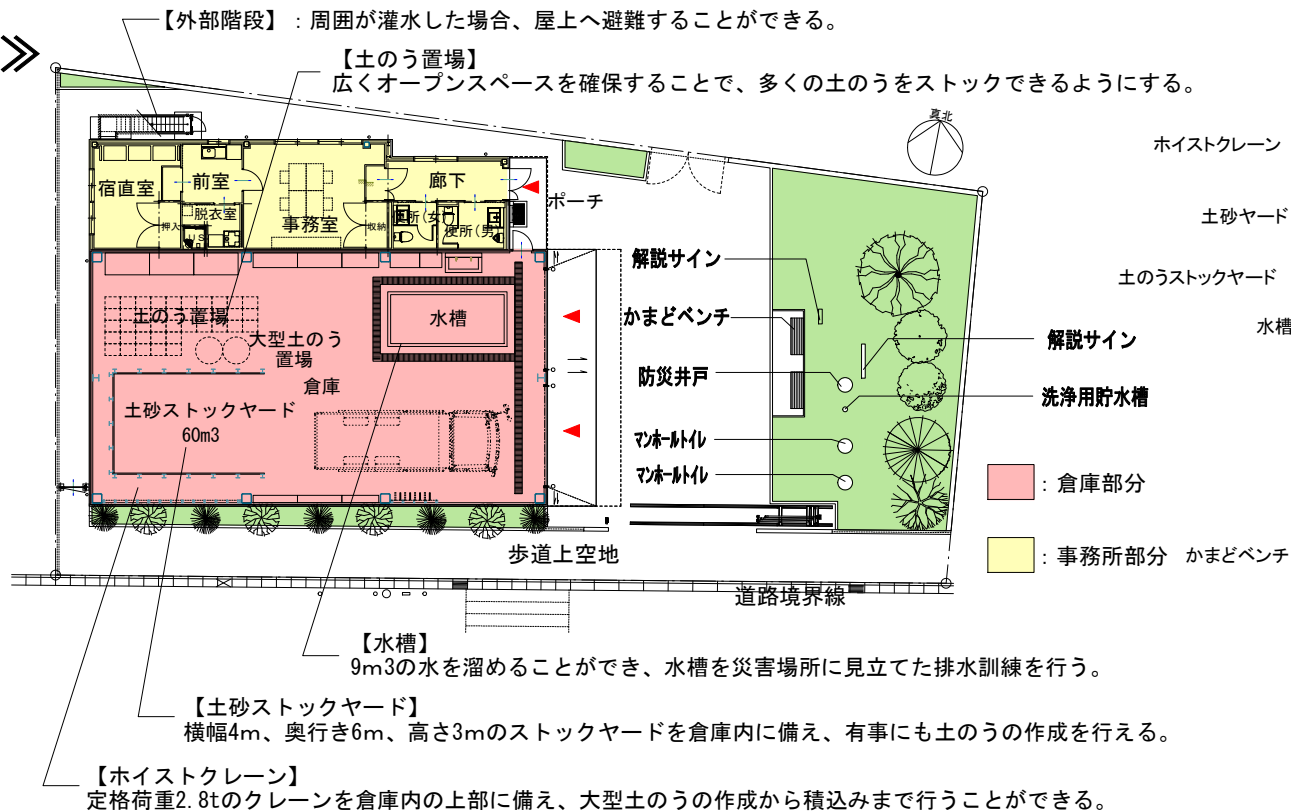 【外部階段】：周囲が灌水した場合、屋上へ避難することができる。
【土のう置場】
広くオープンスペースを確保することで、多くの土のうをストックできるようにする。
真北
ホイストクレーン
土砂ヤード
土のうストックヤード
水槽
宿直室
前室
脱衣室
押入
US
事務室
収納
廊下
便所(女)
便所(男)
ポーチ
土のう置場
大型土のう
置場
倉庫
水槽
土砂ストックヤード
60m3
解説サイン
かまどベンチ
防災井戸
マンホールトイレ
マンホールトイレ
解説サイン
洗浄用貯水槽
：倉庫部分
：事務所部分
かまどベンチ
歩道上空地
道路境界線
【水槽】
9m3の水を溜めることができ、水槽を災害場所に見立てた排水訓練を行う。
【土砂ストックヤード】
横幅4m、奥行き6m、高さ3mのストックヤードを倉庫内に備え、有事にも土のうの作成を行える。
【ホイストクレーン】
定格荷重2.8tのクレーンを倉庫内の上部に備え、大型土のうの作成から積込みまで行うことができる。